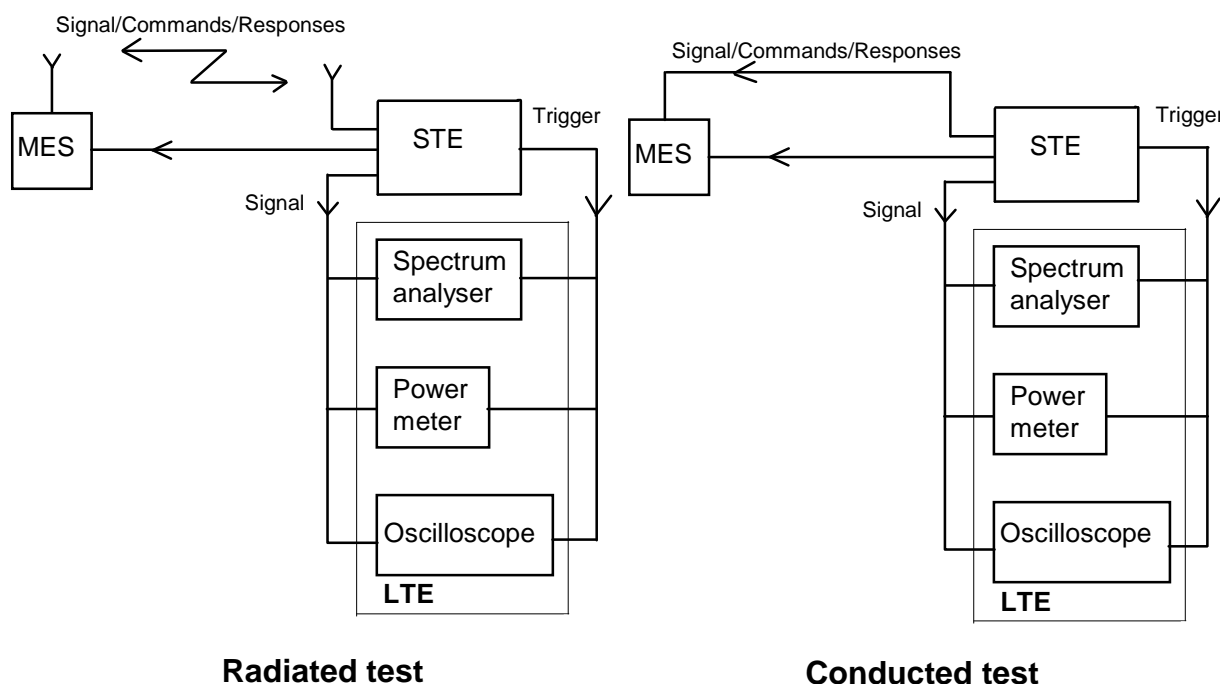 Signal/Commands/Responses
MES
STE
Trigger
Signal
Spectrum
analyser
Power
meter
Oscilloscope
LTE
Radiated test
Signal/Commands/Responses
MES
STE
Trigger
Signal
Spectrum
analyser
Power
meter
Oscilloscope
LTE
Conducted test